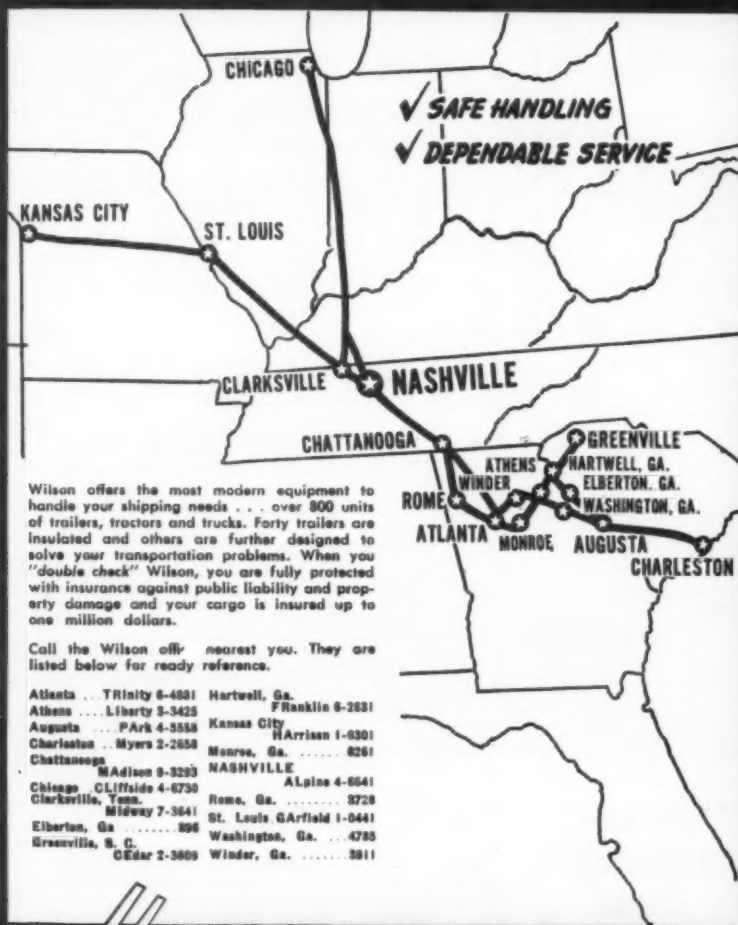 CHICAGO
✓ SAFE HANDLING
✓ DEPENDABLE SERVICE
KANSAS CITY
ST. LOUIS
CLARKSVILLE
NASHVILLE
CHATTANOOGA
GREENVILLE
ATHENS
HARTWELL, GA.
WINDER
ELBERTON, GA.
ROME
WASHINGTON, GA.
ATLANTA
MONROE,
AUGUSTA
CHARLESTON
Wilson offers the most modern equipment to
handle your shipping needs . . . over 800 units
of trailers, tractors and trucks. Forty trailers are
insulated and others are further designed to
solve your transportation problems. When you
"double check" Wilson, you are fully protected
with insurance against public liability and prop-
erty damage and your cargo is insured up to
one million dollars.
Call the Wilson nearest you. They are
listed below for ready reference.
Atlanta ... TRinity 6-4881
Athens .... Liberty 3-3425
Augusta .... PArk 4-5558
Charleston .. Myers 2-2658
Chattanooga
MAdison 9-3293
Chicago CLiffside 4-6730
Clarksville, Tenn.
Midway 7-3641
Elberton, Ga ........ 896
Greenville, S. C.
CEdar 2-3609
Hartwell, Ga.
FRanklin 6-2631
Kansas City
HArrison 1-9301
Monroe, Ga. ....... 8261
NASHVILLE
ALpine 4-6641
Rome, Ga. ........ 3728
St. Louis GArfield 1-0441
Washington, Ga. ... 4785
Winder, Ga. ....... 3911